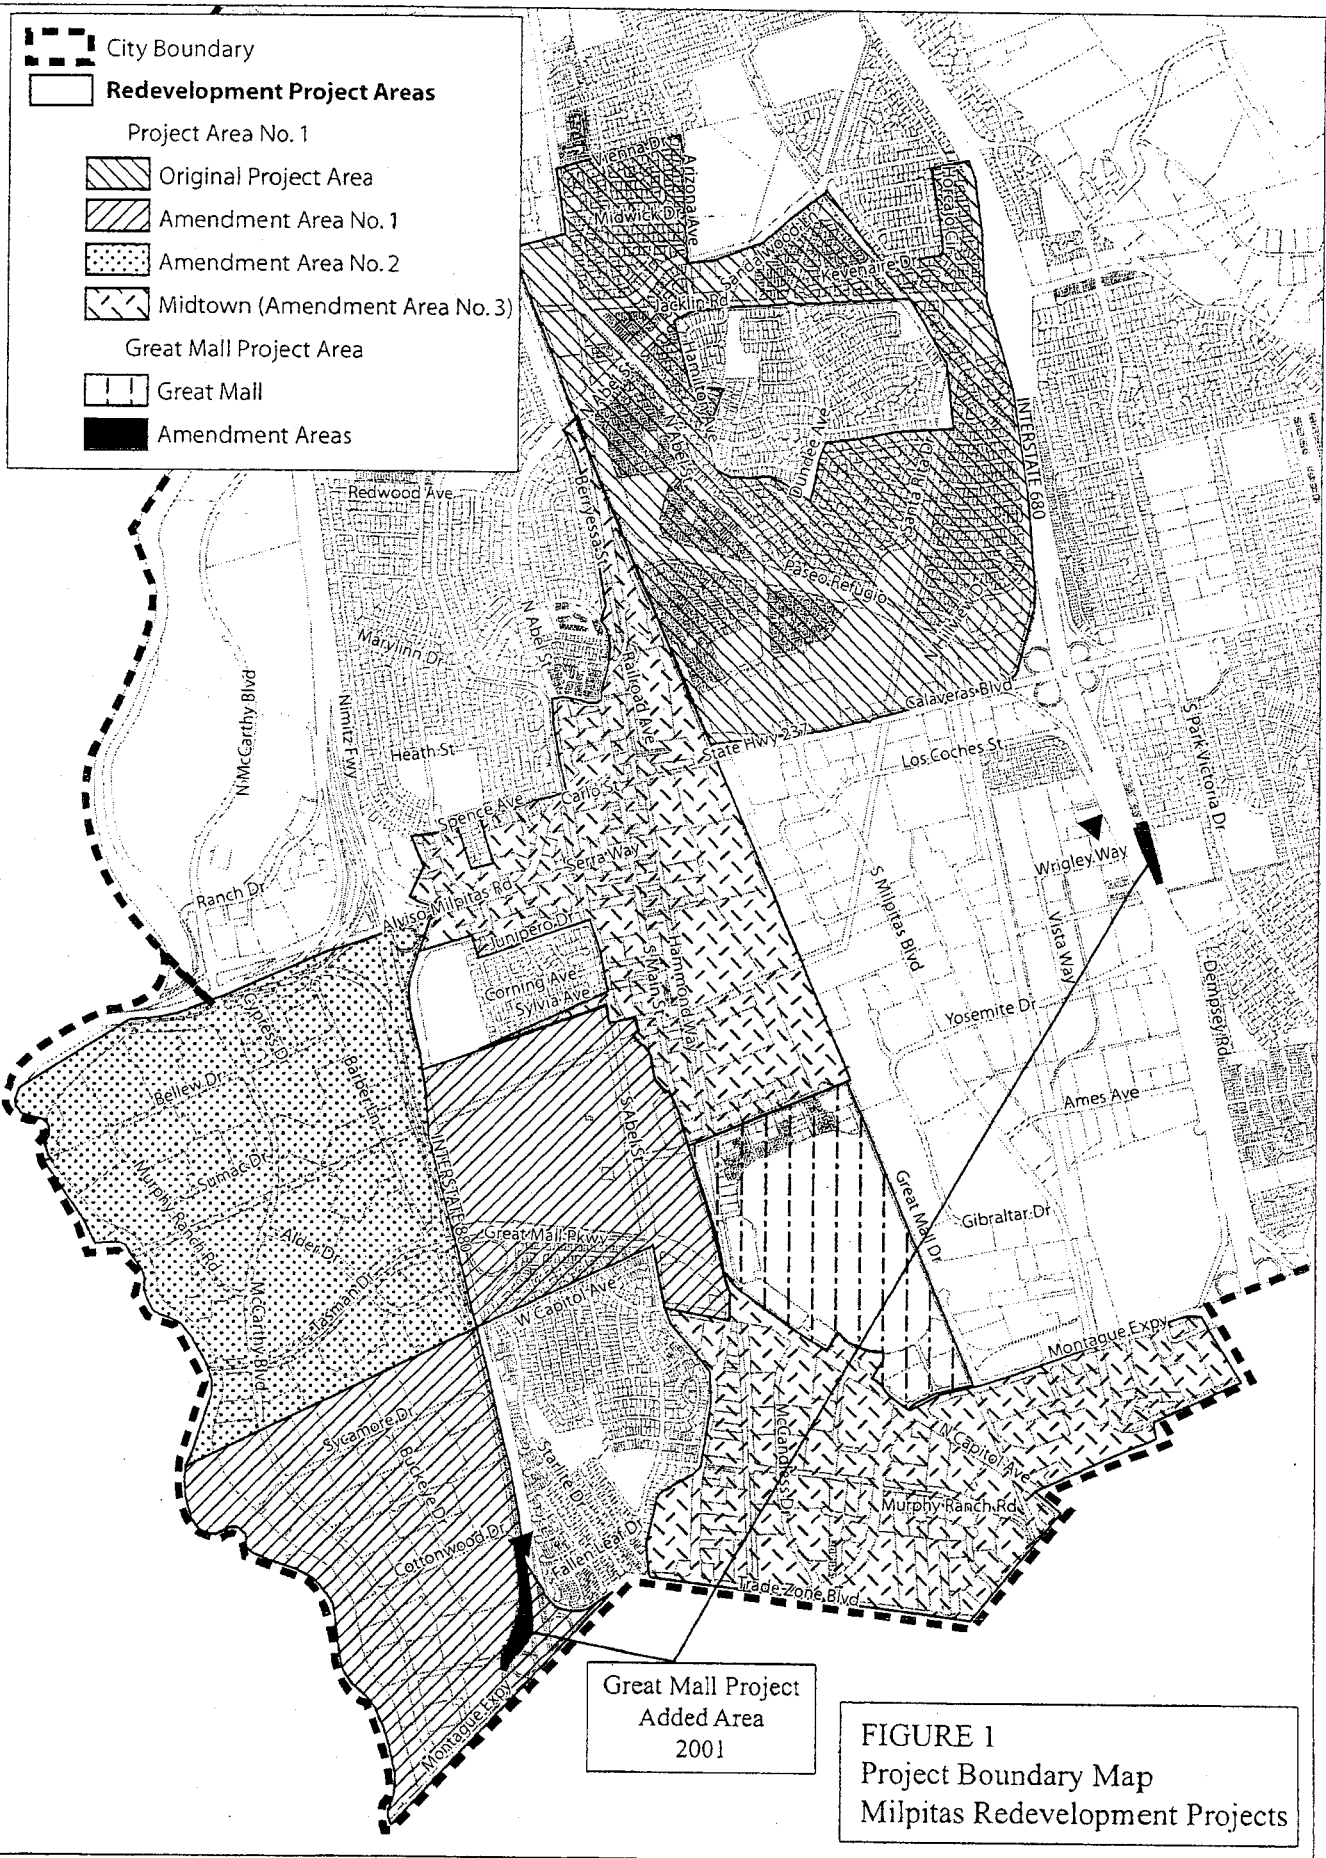 City Boundary
Redevelopment Project Areas
Project Area No. 1
Original Project Area
Amendment Area No. 1
Amendment Area No. 2
Midtown (Amendment Area No. 3)
Great Mall Project Area
Great Mall
Amendment Areas
Vienna Dr
Arizona Ave
Midwick Dr
Horcajo Cir
Sandalwood
Kevenaire Dr
Jacklin Rd
N Abel St
N Abel St
Dundee Ave
INTERSTATE 680
Redwood Ave
Berryessa St
Paseo Refugio
N Abel St
Marylinn Dr
N McCarthy Blvd
Nimitz Fwy
Railroad Ave
Calaveras Blvd
State Hwy 237
Heath St
Los Coches St
S Park Victoria Dr
Carlo St
Spence Ave
Serra Way
Wrigley Way
Ranch Dr
Alviso Milpitas Rd
S Milpitas Blvd
Junipero Dr
Vista Way
Corning Ave
Sylvia Ave
S Main St
Hammond Way
Cypress Dr
Yosemite Dr
Dempsey Rd
Barber Ln
Bellew Dr
Ames Ave
S Abel St
INTERSTATE 880
Sumac Dr
Murphy Ranch Rd
Great Mall Dr
Gibraltar Dr
Alder Dr
Great Mall Pkwy
Tasman Dr
McCarthy Blvd
W Capitol Ave
Montague Expy
Sycamore Dr
McCandless Dr
N Capitol Ave
Buckeye Dr
Starlite Dr
Murphy Ranch Rd
Cottonwood Dr
Fallen Leaf Dr
Trade Zone Blvd
Montague Expy
Great Mall Project
Added Area
2001
FIGURE 1
Project Boundary Map
Milpitas Redevelopment Projects